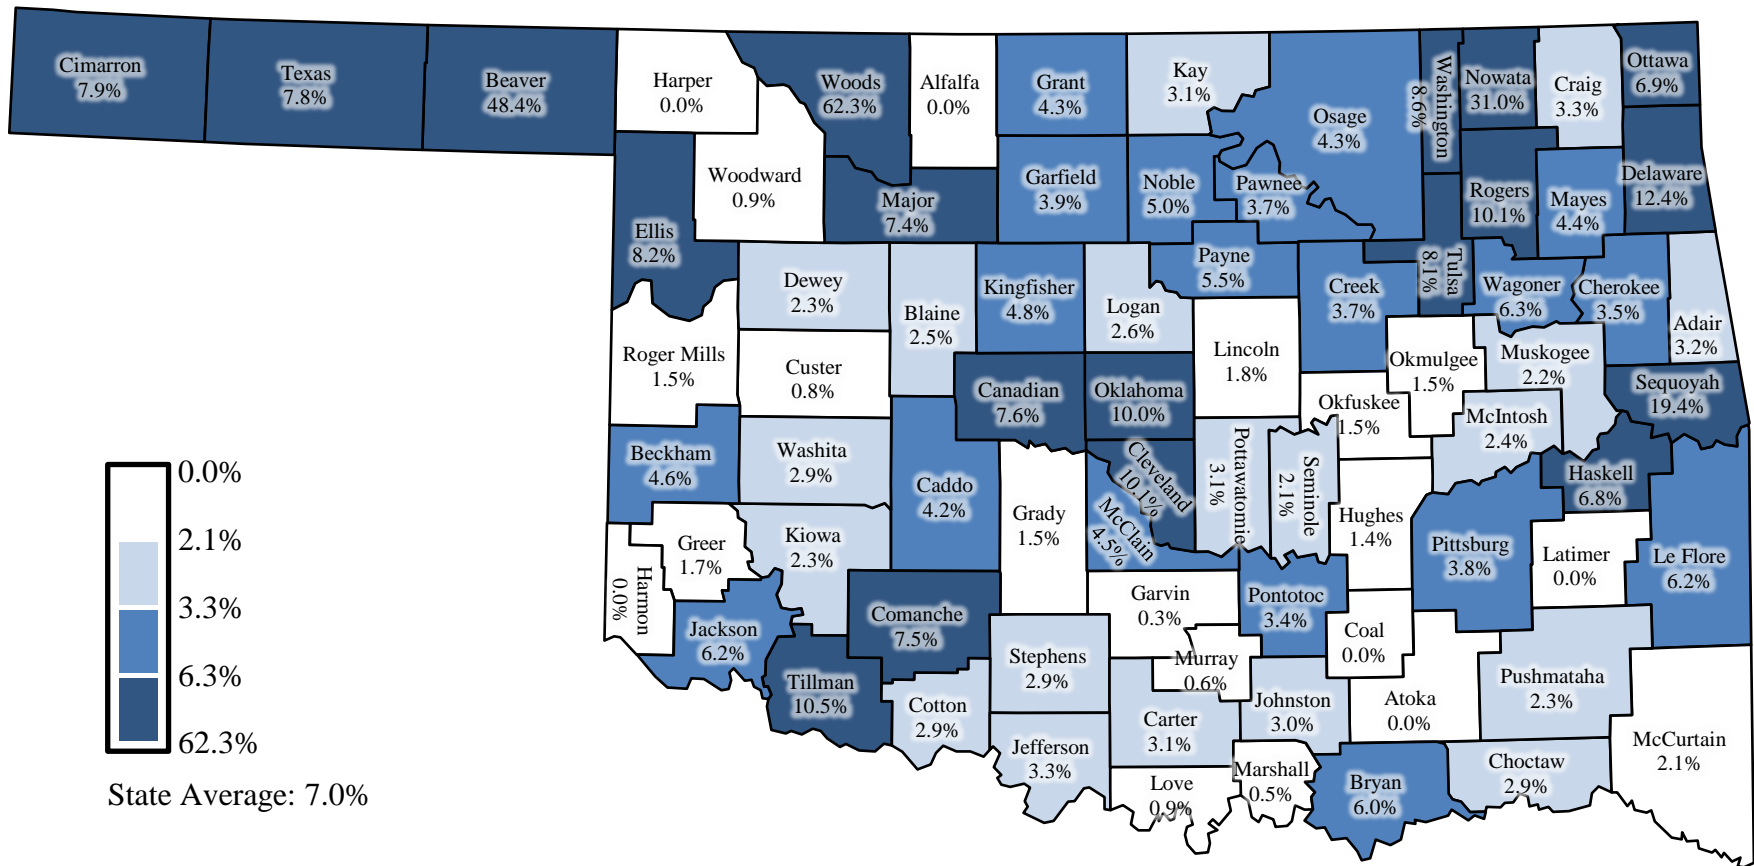 Cimarron
7.9%
Texas
7.8%
Beaver
48.4%
Harper
0.0%
Woods
62.3%
Alfalfa
0.0%
Grant
4.3%
Kay
3.1%
Osage
4.3%
Washington
8.6%
Nowata
31.0%
Craig
3.3%
Ottawa
6.9%
Ellis
8.2%
Woodward
0.9%
Major
7.4%
Garfield
3.9%
Noble
5.0%
Pawnee
3.7%
Rogers
10.1%
Mayes
4.4%
Delaware
12.4%
Dewey
2.3%
Blaine
2.5%
Kingfisher
4.8%
Logan
2.6%
Payne
5.5%
Creek
3.7%
Tulsa
8.1%
Wagoner
6.3%
Cherokee
3.5%
Adair
3.2%
Roger Mills
1.5%
Custer
0.8%
Canadian
7.6%
Oklahoma
10.0%
Lincoln
1.8%
Okmulgee
1.5%
Muskogee
2.2%
Sequoyah
19.4%
Okfuskee
1.5%
McIntosh
2.4%
Beckham
4.6%
Washita
2.9%
Caddo
4.2%
Grady
1.5%
Cleveland
10.1%
McClain
4.5%
Pottawatomie
3.1%
Seminole
2.1%
Hughes
1.4%
Haskell
6.8%
Pittsburg
3.8%
Latimer
0.0%
Le Flore
6.2%
Harmon
0.0%
Greer
1.7%
Kiowa
2.3%
Jackson
6.2%
Comanche
7.5%
Garvin
0.3%
Pontotoc
3.4%
Coal
0.0%
Tillman
10.5%
Stephens
2.9%
Murray
0.6%
Cotton
2.9%
Carter
3.1%
Johnston
3.0%
Atoka
0.0%
Pushmataha
2.3%
McCurtain
2.1%
Jefferson
3.3%
Love
0.9%
Marshall
0.5%
Bryan
6.0%
Choctaw
2.9%
0.0%
2.1%
3.3%
6.3%
62.3%
State Average: 7.0%